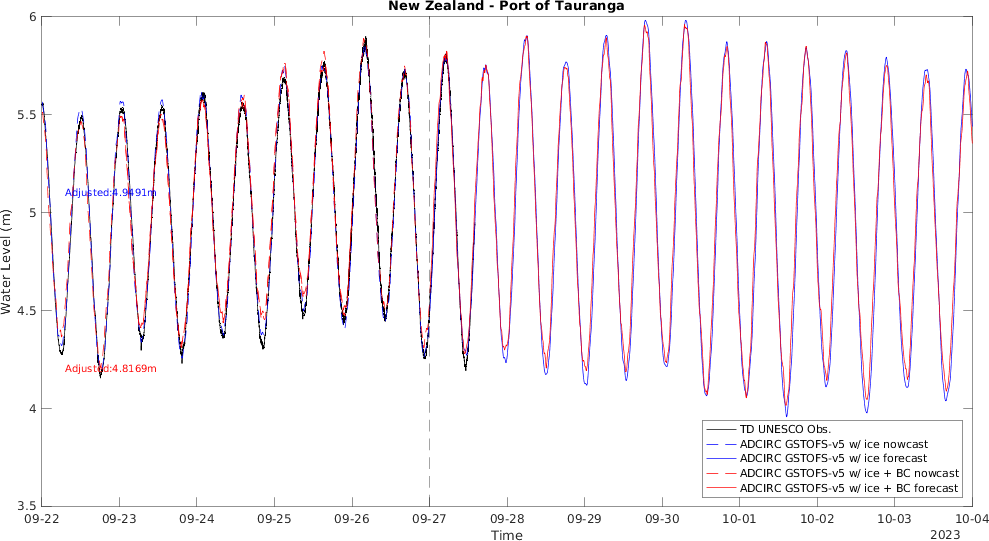 New Zealand - Port of Tauranga
6
5.5
5
4.5
4
3.5
Water Level (m)
Adjusted:4.9491m
Adjusted:4.8169m
TD UNESCO Obs.
ADCIRC GSTOFS-v5 w/ ice nowcast
ADCIRC GSTOFS-v5 w/ ice forecast
ADCIRC GSTOFS-v5 w/ ice + BC nowcast
ADCIRC GSTOFS-v5 w/ ice + BC forecast
09-22 09-23 09-24 09-25 09-26 09-27 09-28 09-29 09-30 10-01 10-02 10-03 10-04
Time
2023